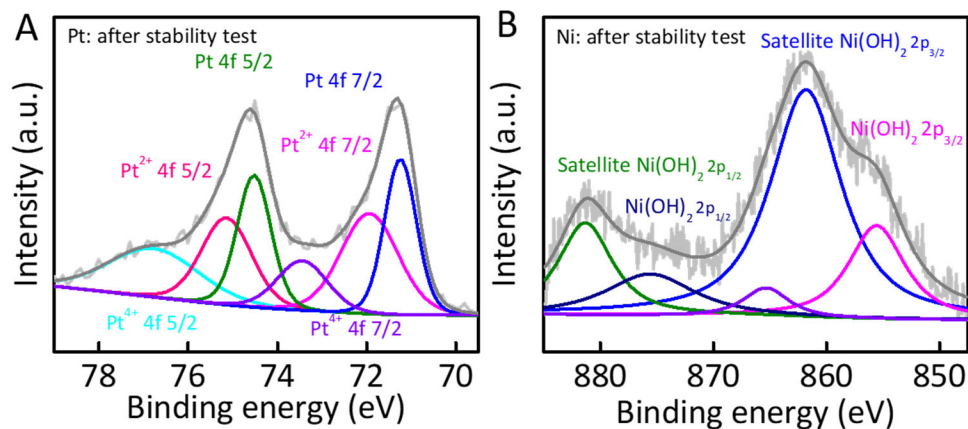 A
Pt: after stability test
Pt 4f 5/2
Pt 4f 7/2
Pt²⁺ 4f 7/2
Pt²⁺ 4f 5/2
Pt⁴⁺ 4f 5/2
Pt⁴⁺ 4f 7/2
Intensity (a.u.)
78 76 74 72 70
Binding energy (eV)
B
Ni: after stability test
Satellite Ni(OH)₂ 2p₃/₂
Ni(OH)₂ 2p₃/₂
Satellite Ni(OH)₂ 2p₁/₂
Ni(OH)₂ 2p₁/₂
Intensity (a.u.)
880 870 860 850
Binding energy (eV)